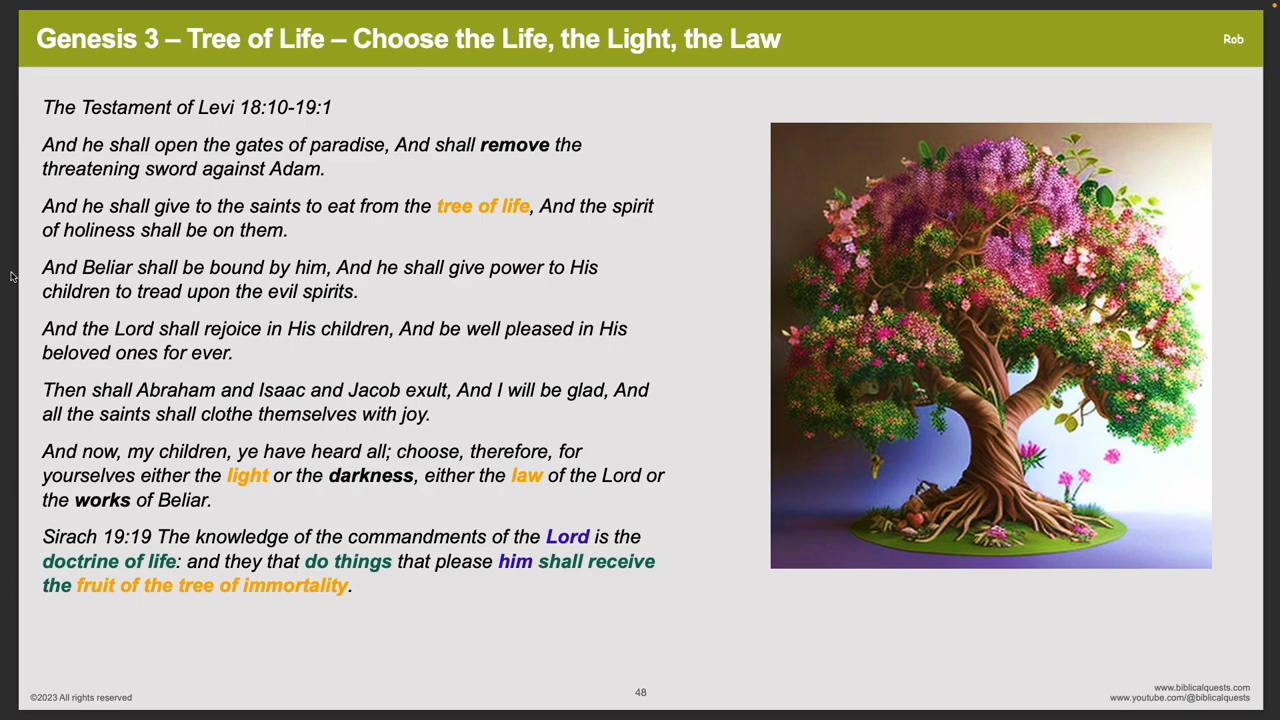 Genesis 3 – Tree of Life – Choose the Life, the Light, the Law
Rob
The Testament of Levi 18:10-19:1
And he shall open the gates of paradise, And shall remove the
threatening sword against Adam.
And he shall give to the saints to eat from the tree of life, And the spirit
of holiness shall be on them.
And Beliar shall be bound by him, And he shall give power to His
children to tread upon the evil spirits.
And the Lord shall rejoice in His children, And be well pleased in His
beloved ones for ever.
Then shall Abraham and Isaac and Jacob exult, And I will be glad, And
all the saints shall clothe themselves with joy.
And now, my children, ye have heard all; choose, therefore, for
yourselves either the light or the darkness, either the law of the Lord or
the works of Beliar.
Sirach 19:19 The knowledge of the commandments of the Lord is the
doctrine of life: and they that do things that please him shall receive
the fruit of the tree of immortality.
©2023 All rights reserved
48
www.biblicalquests.com
www.youtube.com/@biblicalquests